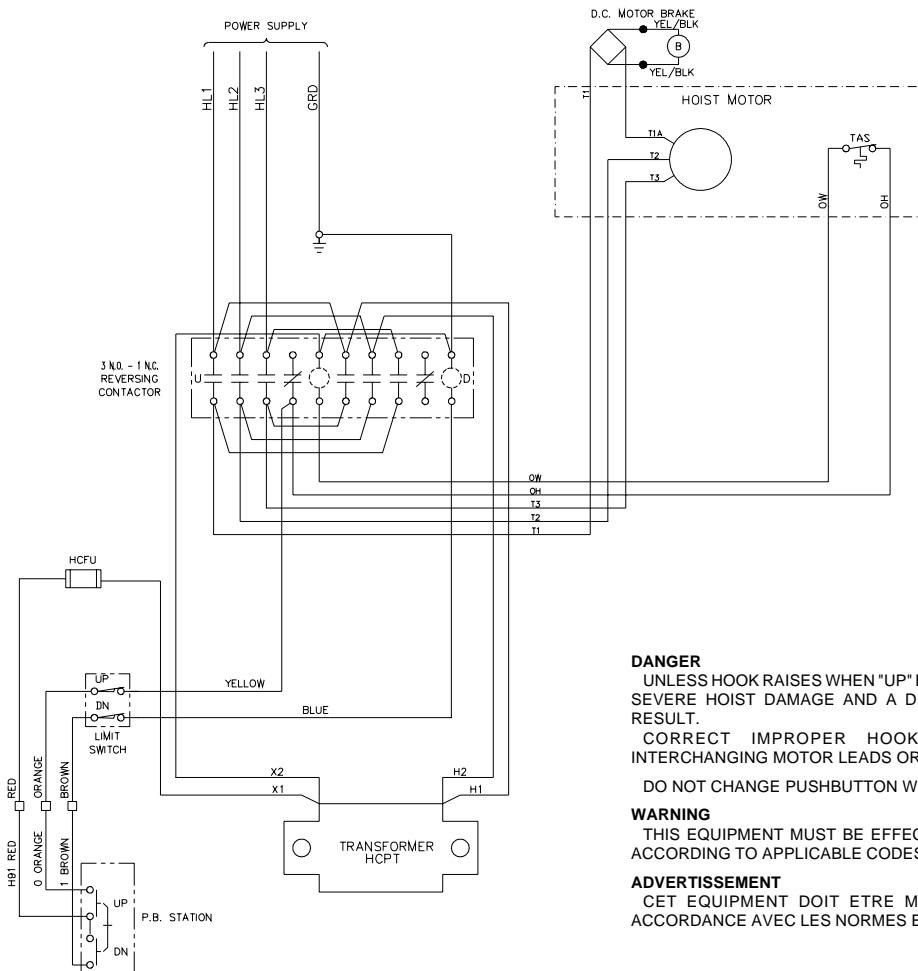 POWER SUPPLY
HL1
HL2
HL3
GRD
D.C. MOTOR BRAKE
YEL/BLK
B
YEL/BLK
T1
HOIST MOTOR
T1A
T2
T3
TAS
OW
OH
3 N.O. - 1 N.C.
REVERSING
CONTACTOR
U
D
OW
OH
T3
T2
T1
HCFU
UP
DN
LIMIT
SWITCH
YELLOW
BLUE
X2
X1
H2
H1
TRANSFORMER
HCPT
RED
ORANGE
BROWN
H91 RED
O ORANGE
1 BROWN
UP
DN
P.B. STATION
DANGER
UNLESS HOOK RAISES WHEN "UP"
SEVERE HOIST DAMAGE AND A
RESULT.
CORRECT IMPROPER HOOK
INTERCHANGING MOTOR LEADS OR
DO NOT CHANGE PUSHBUTTON W
WARNING
THIS EQUIPMENT MUST BE EFFEC
ACCORDING TO APPLICABLE CODES
ADVERTISSEMENT
CET EQUIPMENT DOIT ETRE M
ACCORDANCE AVEC LES NORMES E